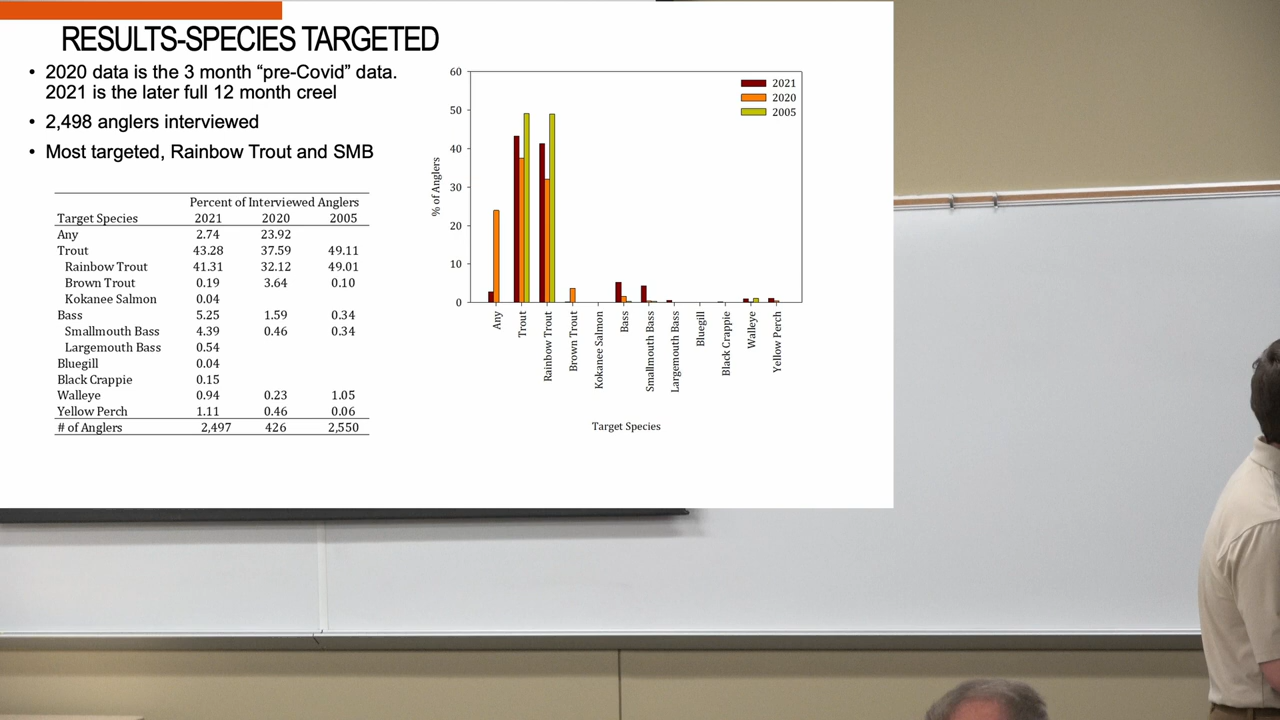 RESULTS-SPECIES TARGETED
• 2020 data is the 3 month “pre-Covid” data.
2021 is the later full 12 month creel
• 2,498 anglers interviewed
• Most targeted, Rainbow Trout and SMB
Percent of Interviewed Anglers
Target Species 2021 2020 2005
Any 2.74 23.92
Trout 43.28 37.59 49.11
Rainbow Trout 41.31 32.12 49.01
Brown Trout 0.19 3.64 0.10
Kokanee Salmon 0.04
Bass 5.25 1.59 0.34
Smallmouth Bass 4.39 0.46 0.34
Largemouth Bass 0.54
Bluegill 0.04
Black Crappie 0.15
Walleye 0.94 0.23 1.05
Yellow Perch 1.11 0.46 0.06
# of Anglers 2,497 426 2,550
% of Anglers
60
50
40
30
20
10
0
2021
2020
2005
Any
Trout
Rainbow Trout
Brown Trout
Kokanee Salmon
Bass
Smallmouth Bass
Largemouth Bass
Bluegill
Black Crappie
Walleye
Yellow Perch
Target Species